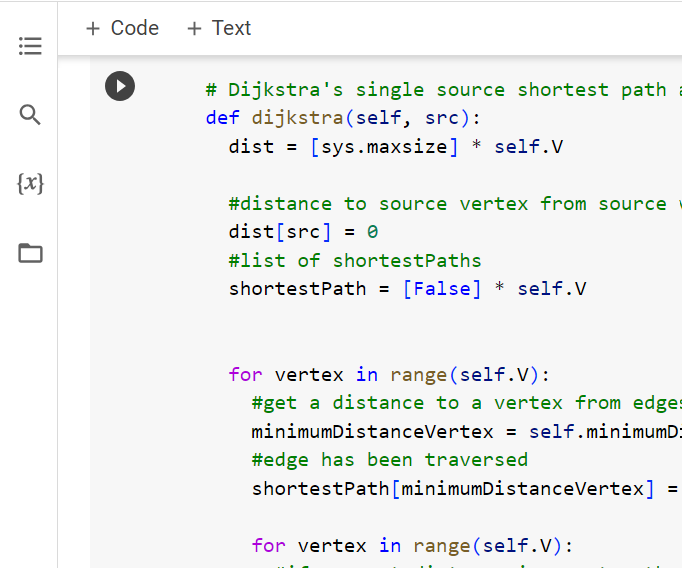 + Code + Text
{x}
# Dijkstra's single source shortest path
def dijkstra(self, src):
dist = [sys.maxsize] * self.V
#distance to source vertex from source
dist[src] = 0
#list of shortestPaths
shortestPath = [False] * self.V
for vertex in range(self.V):
#get a distance to a vertex from edges
minimumDistanceVertex = self.minimumD
#edge has been traversed
shortestPath[minimumDistanceVertex] =
for vertex in range(self.V):